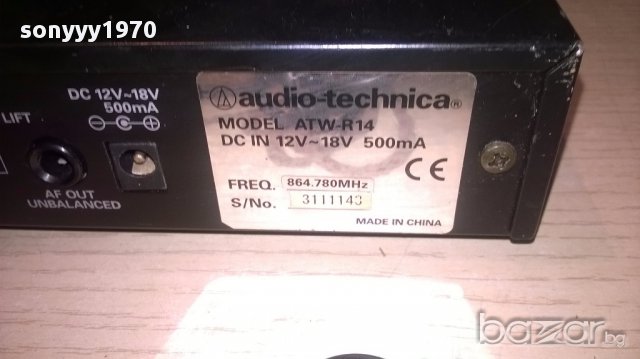 sonyyy1970
LIFT
DC 12V~18V
500mA
AF OUT
UNBALANCED
audio-technica®
MODEL ATW-R14
DC IN 12V~18V 500mA
CE
FREQ. 864.780MHz
S/No. 3111143
MADE IN CHINA
bazar.bg